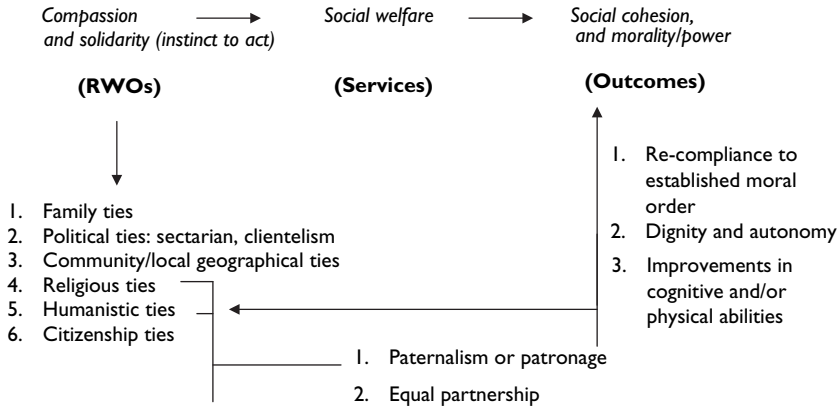 Compassion
and solidarity (instinct to act)
Social welfare
Social cohesion,
and morality/power
(RWOs)
(Services)
(Outcomes)
1. Re-compliance to
established moral
order
2. Dignity and autonomy
3. Improvements in
cognitive and/or
physical abilities
1. Family ties
2. Political ties: sectarian, clientelism
3. Community/local geographical ties
4. Religious ties
5. Humanistic ties
6. Citizenship ties
1. Paternalism or patronage
2. Equal partnership